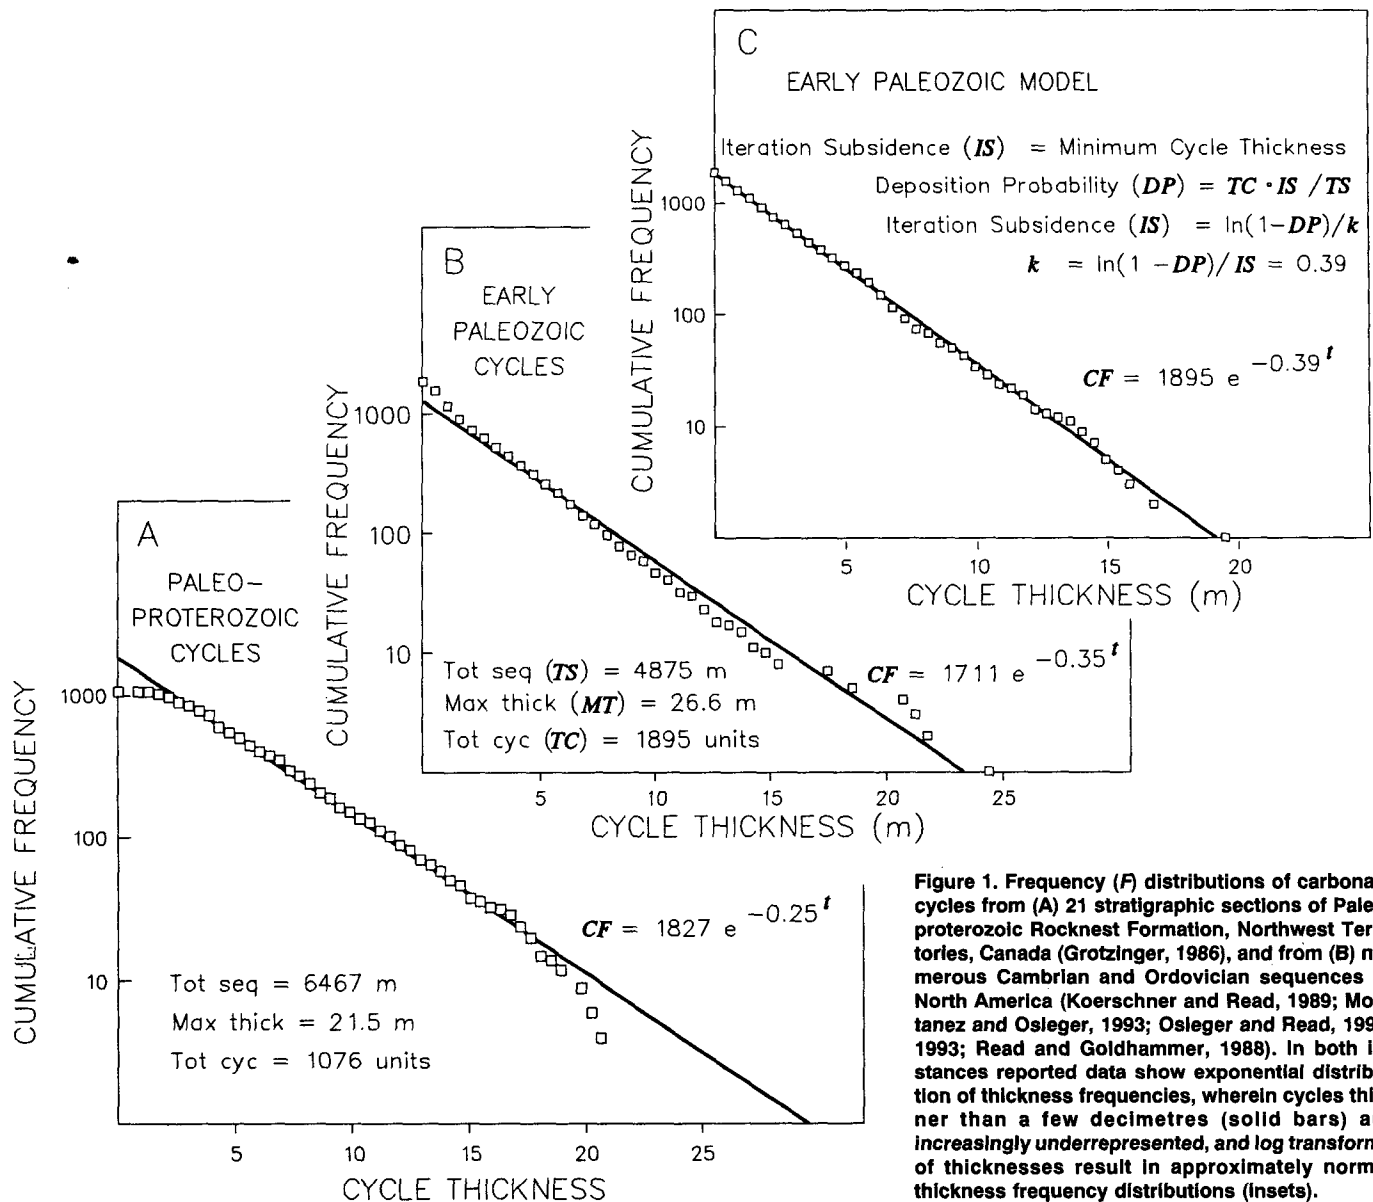 C
EARLY PALEOZOIC MODEL
Iteration Subsidence (IS) = Minimum Cycle Thickness
Deposition Probability (DP) = TC · IS / TS
Iteration Subsidence (IS) = ln(1-DP)/k
k = ln(1 -DP)/IS = 0.39
CF = 1895 e -0.39 t
CUMULATIVE FREQUENCY
1000
100
10
5 10 15 20
CYCLE THICKNESS (m)
B
EARLY
PALEOZOIC
CYCLES
Tot seq (TS) = 4875 m
Max thick (MT) = 26.6 m
Tot cyc (TC) = 1895 units
CF = 1711 e -0.35 t
CUMULATIVE FREQUENCY
1000
100
10
5 10 15 20 25
CYCLE THICKNESS (m)
A
PALEO-
PROTEROZOIC
CYCLES
CF = 1827 e -0.25 t
Tot seq = 6467 m
Max thick = 21.5 m
Tot cyc = 1076 units
CUMULATIVE FREQUENCY
1000
100
10
5 10 15 20 25
CYCLE THICKNESS
Figure 1. Frequency (F) distributions of carbona
cycles from (A) 21 stratigraphic sections of Pale
proterozoic Rocknest Formation, Northwest Ter
tories, Canada (Grotzinger, 1986), and from (B) n
merous Cambrian and Ordovician sequences
North America (Koerschner and Read, 1989; Mo
tanez and Osleger, 1993; Osleger and Read, 199
1993; Read and Goldhammer, 1988). In both i
stances reported data show exponential distrib
tion of thickness frequencies, wherein cycles thi
ner than a few decimetres (solid bars) a
increasingly underrepresented, and log transform
of thicknesses result in approximately norm
thickness frequency distributions (insets).